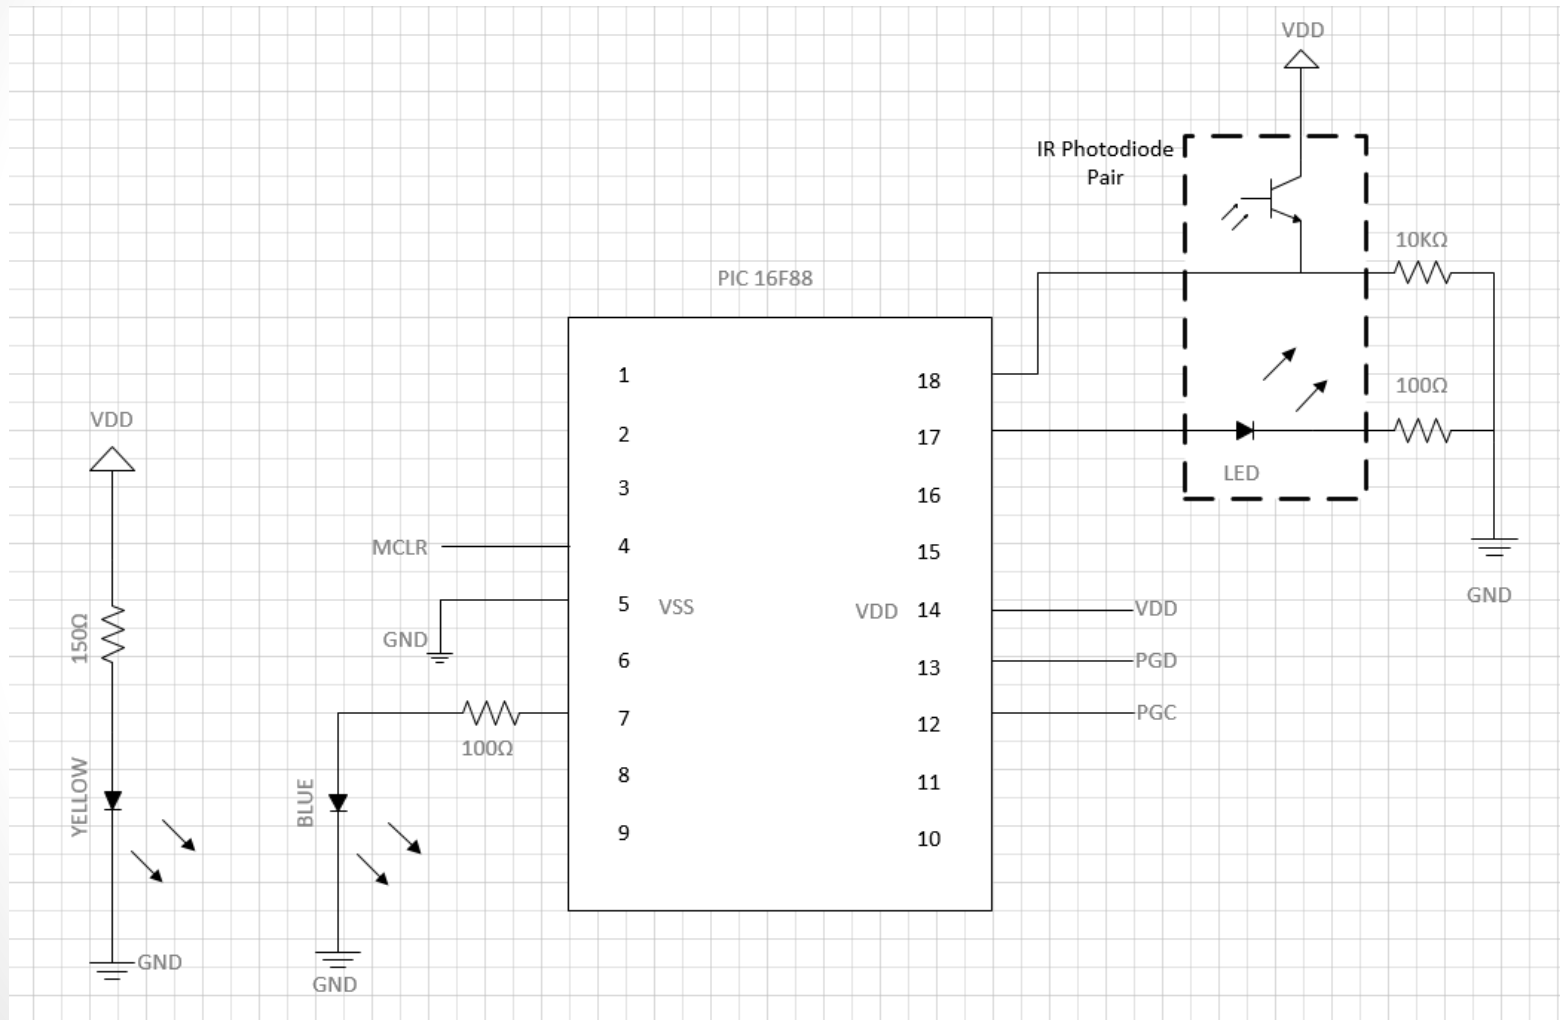 VDD
IR Photodiode
Pair
10KΩ
PIC 16F88
1
18
100Ω
VDD
2
17
LED
3
16
MCLR
4
15
GND
5
VSS
VDD
14
VDD
150Ω
GND
6
13
PGD
7
12
PGC
100Ω
YELLOW
BLUE
8
11
9
10
GND
GND